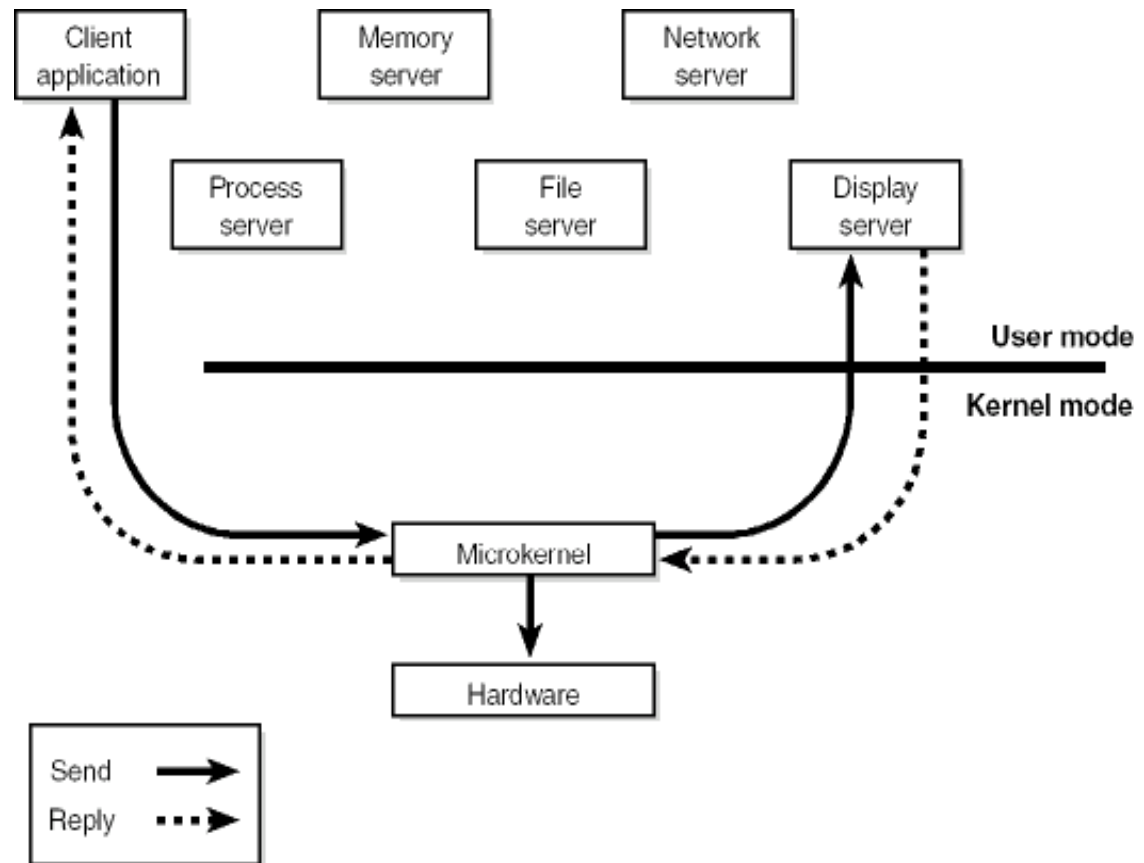 Client
application
Memory
server
Network
server
Process
server
File
server
Display
server
User mode
Kernel mode
Microkernel
Hardware
Send
Reply